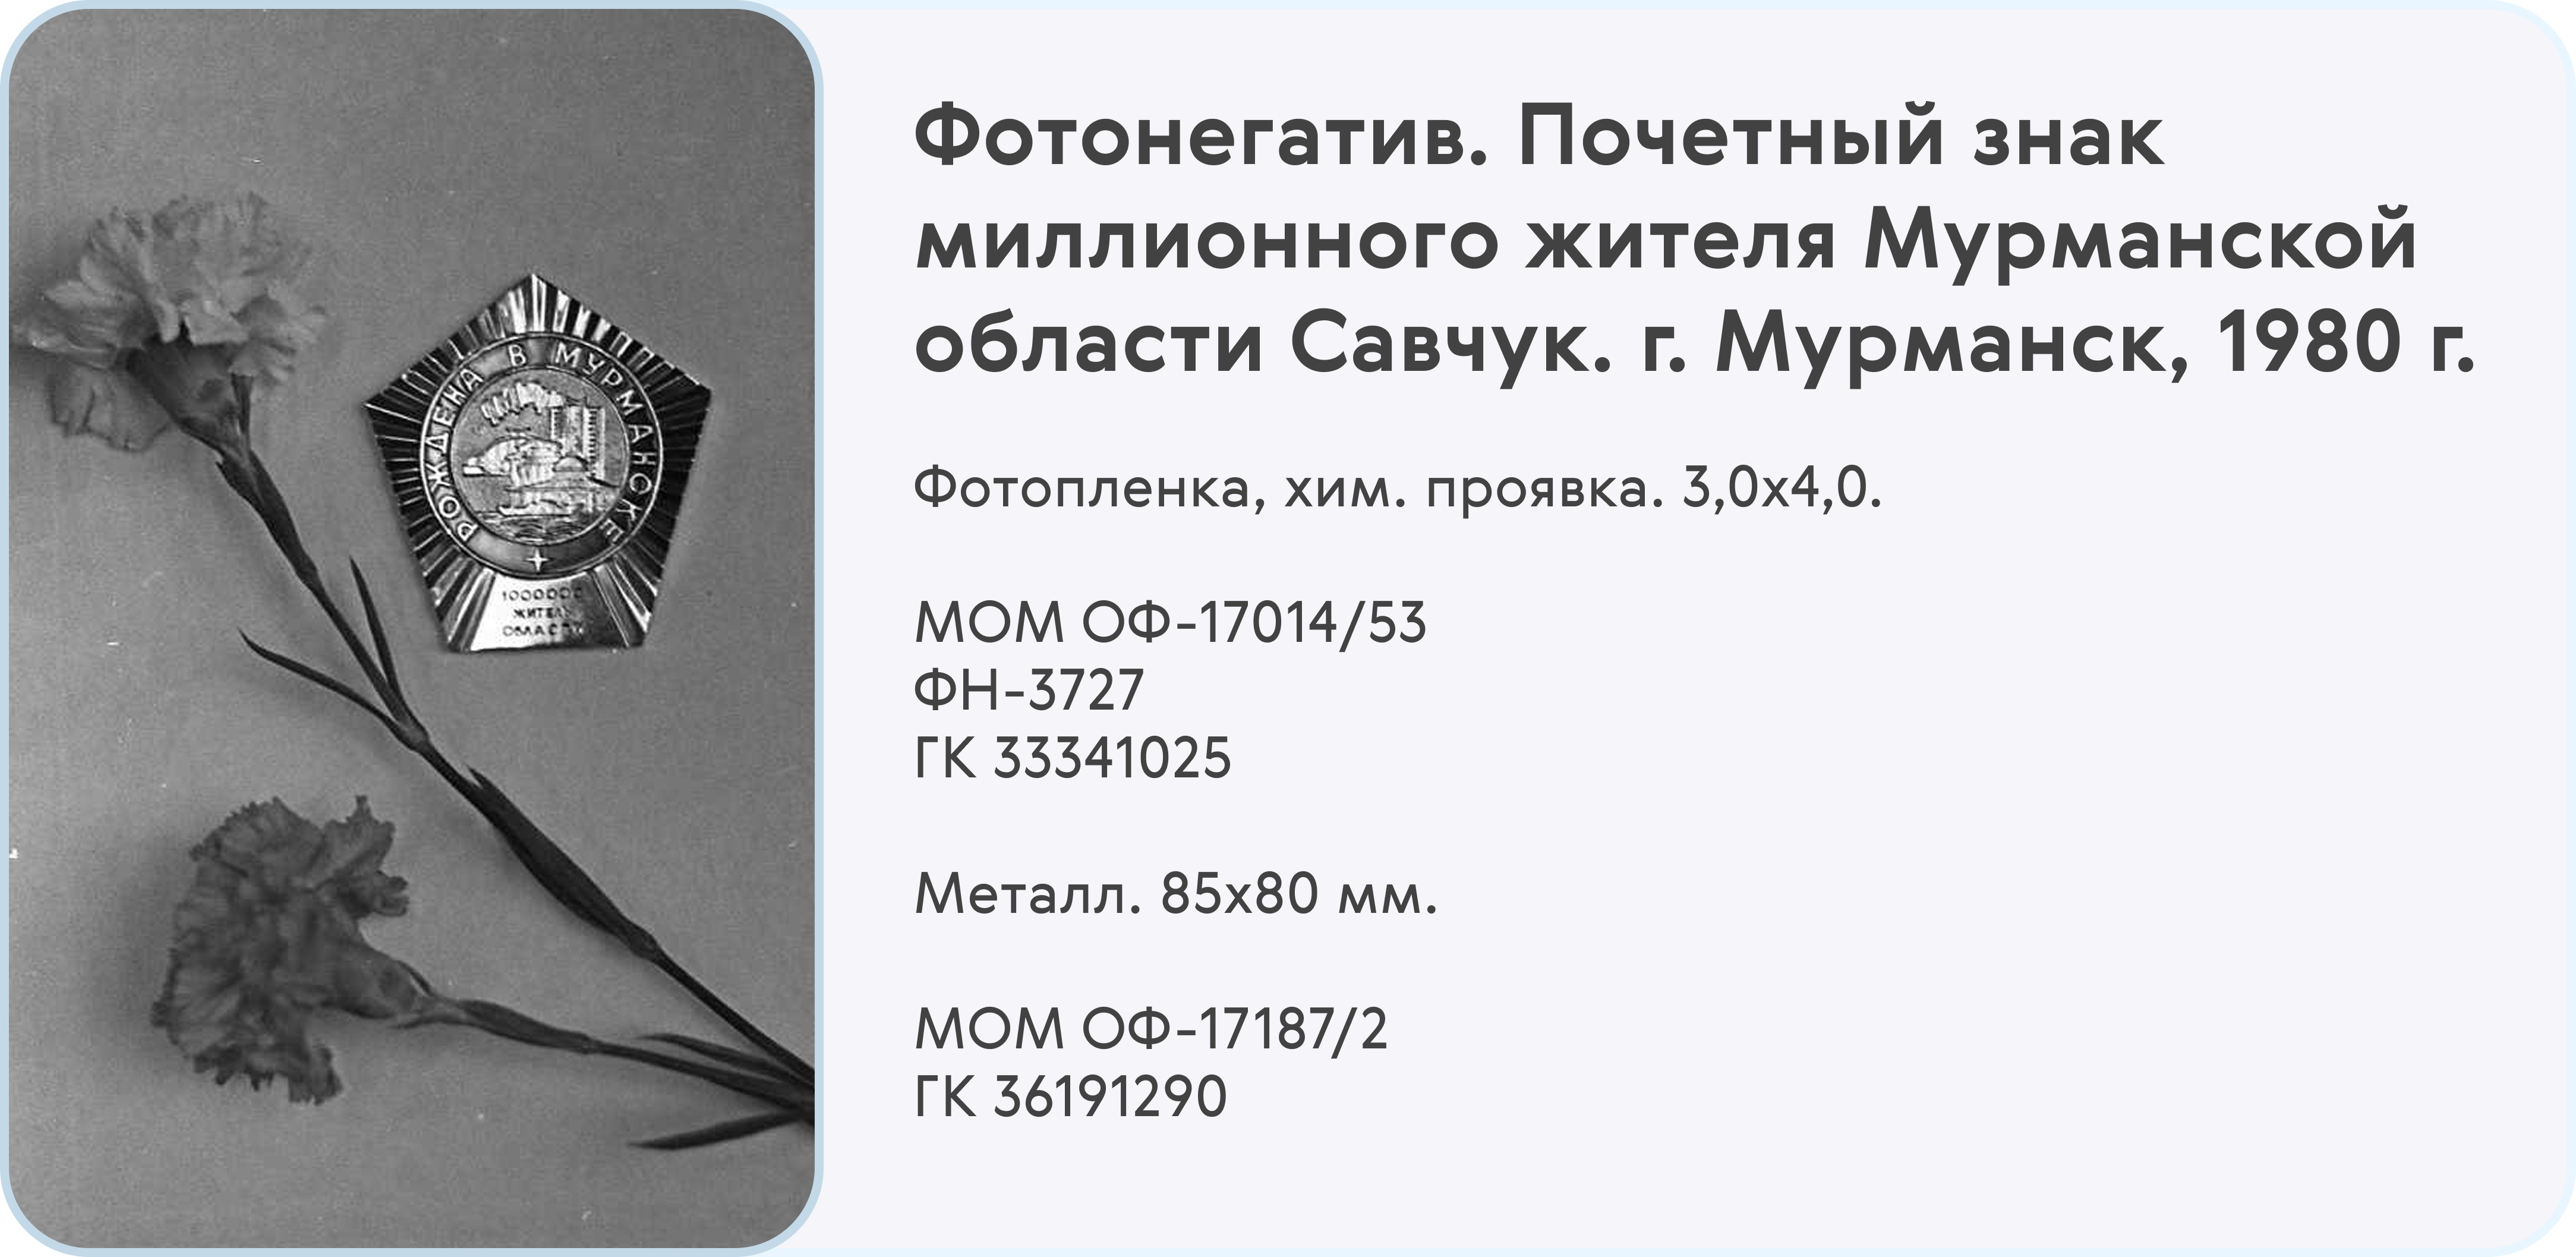 РОЖДЕНА В МУРМАНСКЕ
1000000
ЖИТЕЛЬ
ОБЛАСТИ
Фотонегатив. Почетный знак
миллионного жителя Мурманской
области Савчук. г. Мурманск, 1980 г.
Фотопленка, хим. проявка. 3,0х4,0.
МОМ ОФ-17014/53
ФН-3727
ГК 33341025
Металл. 85х80 мм.
МОМ ОФ-17187/2
ГК 36191290